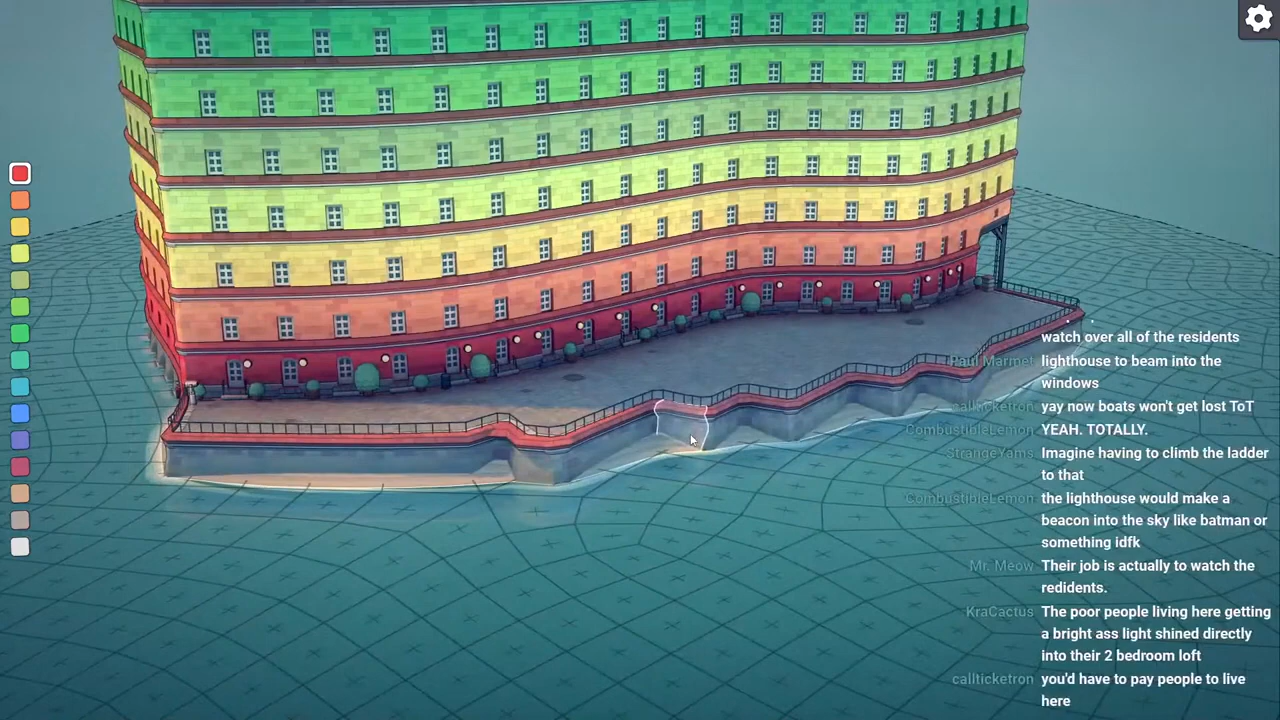 watch over all of the residents
Paul Marmet lighthouse to beam into the
windows
callticketron yay now boats won't get lost ToT
CombustibleLemon YEAH. TOTALLY.
StrangeYams Imagine having to climb the ladder
to that
CombustibleLemon the lighthouse would make a
beacon into the sky like batman or
something idfk
Mr. Meow Their job is actually to watch the
redidents.
KraCactus The poor people living here getting
a bright ass light shined directly
into their 2 bedroom loft
callticketron you'd have to pay people to live
here